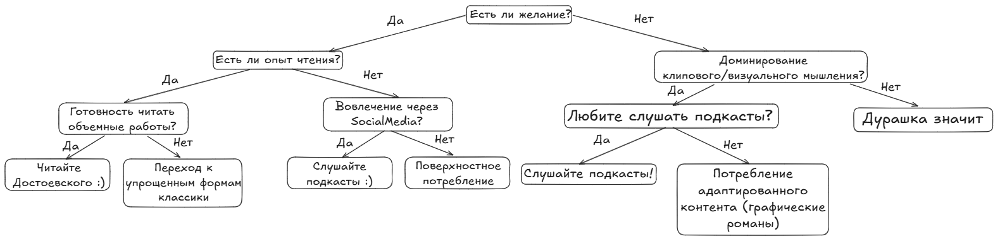 Есть ли желание?
Да
Нет
Есть ли опыт чтения?
Доминирование
клипового/визуального мышления?
Да
Нет
Да
Нет
Готовность читать
объемные работы?
Вовлечение через
SocialMedia?
Любите слушать подкасты?
Дурашка значит
Да
Нет
Да
Нет
Да
Нет
Читайте
Достоевского :)
Переход к
упрощенным формам
классики
Слушайте
подкасты :)
Поверхностное
потребление
Слушайте подкасты!
Потребление
адаптированного
контента (графические
романы)